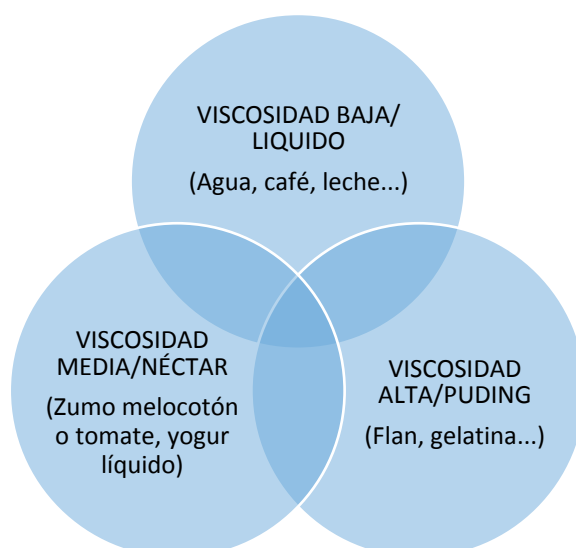 VISCOSIDAD BAJA/
LIQUIDO
(Agua, café, leche...)
VISCOSIDAD
MEDIA/NÉCTAR
(Zumo melocotón
o tomate, yogur
líquido)
VISCOSIDAD
ALTA/PUDING
(Flan, gelatina...)